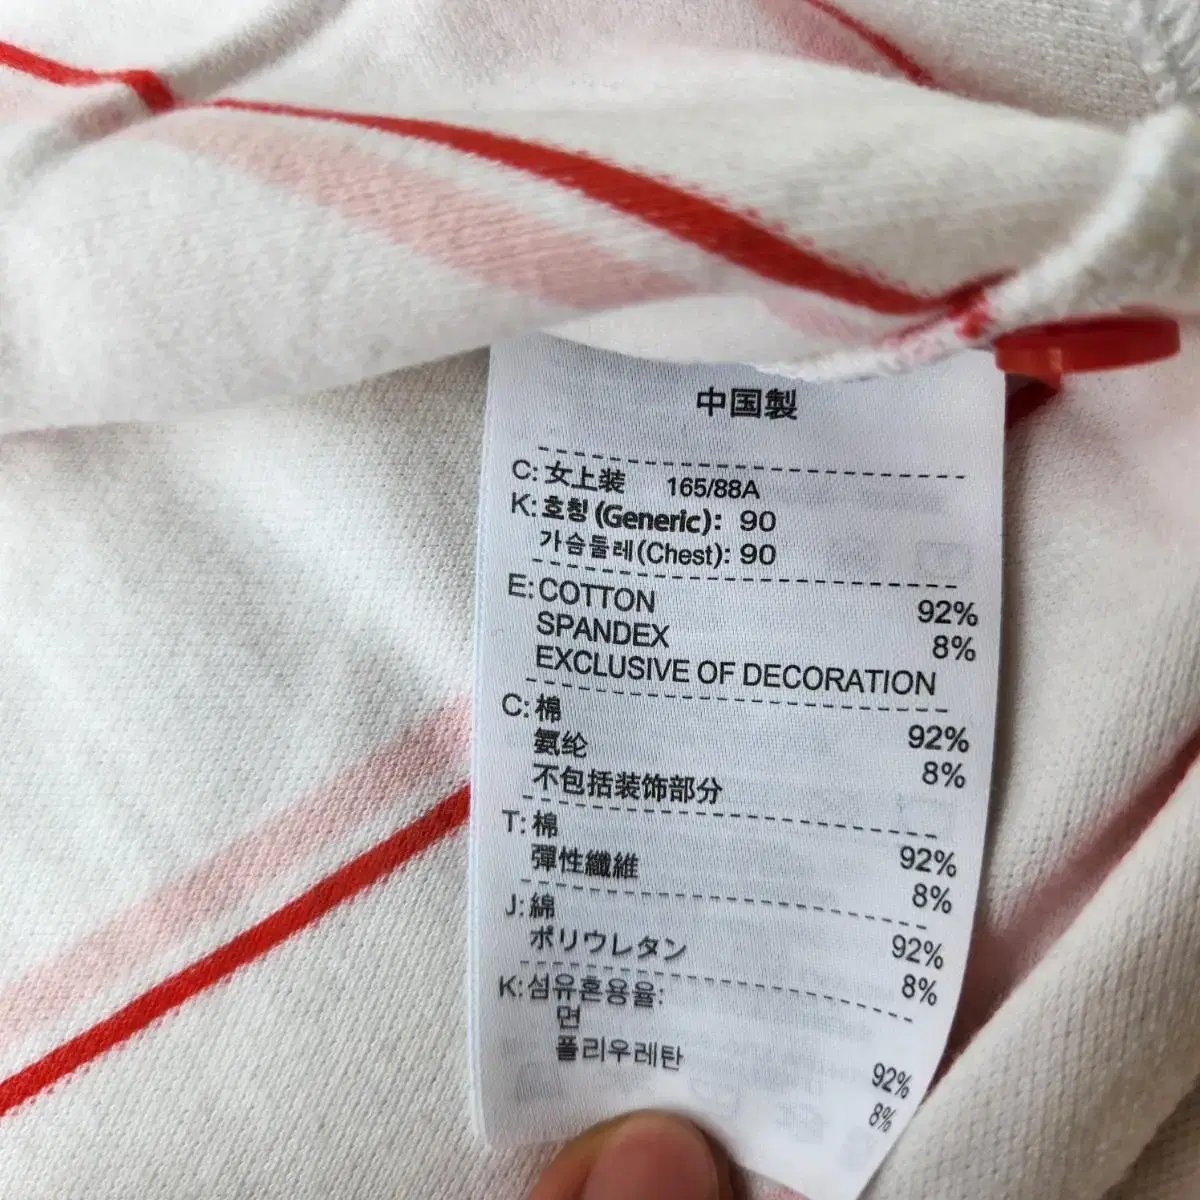 中国製
C: 女上装 165/88A
K: 호칭 (Generic): 90
가슴둘레(Chest): 90
E: COTTON 92%
SPANDEX 8%
EXCLUSIVE OF DECORATION
C: 棉 92%
氨纶 8%
不包括装饰部分
T: 棉 92%
彈性纖維 8%
J: 綿 92%
ポリウレタン 8%
K: 섬유혼용율:
면 92%
폴리우레탄 8%